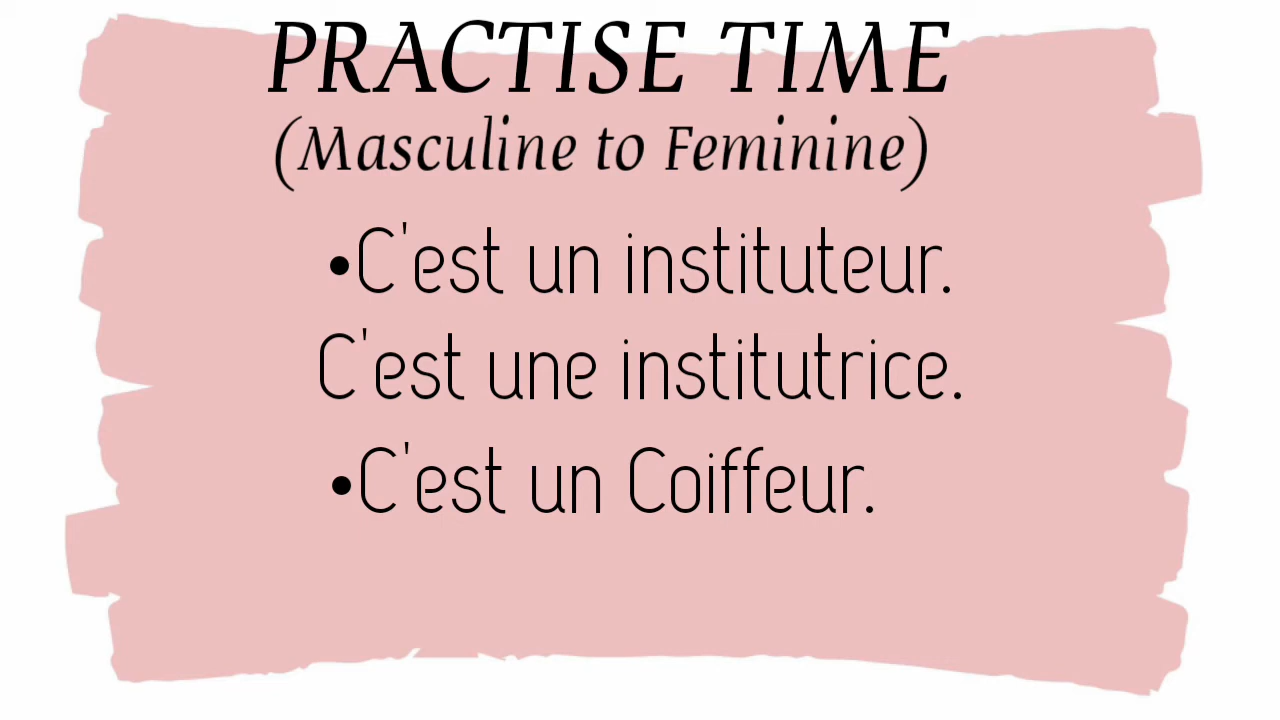 PRACTISE TIME
(Masculine to Feminine)
•C'est un instituteur.
C'est une institutrice.
•C'est un Coiffeur.